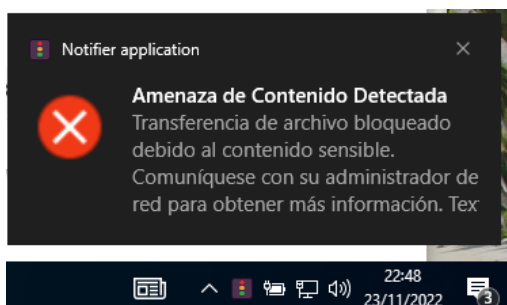 Notifier application
Amenaza de Contenido Detectada
Transferencia de archivo bloqueado
debido al contenido sensible.
Comuníquese con su administrador de
red para obtener más información. Tex
22:48
23/11/2022
3